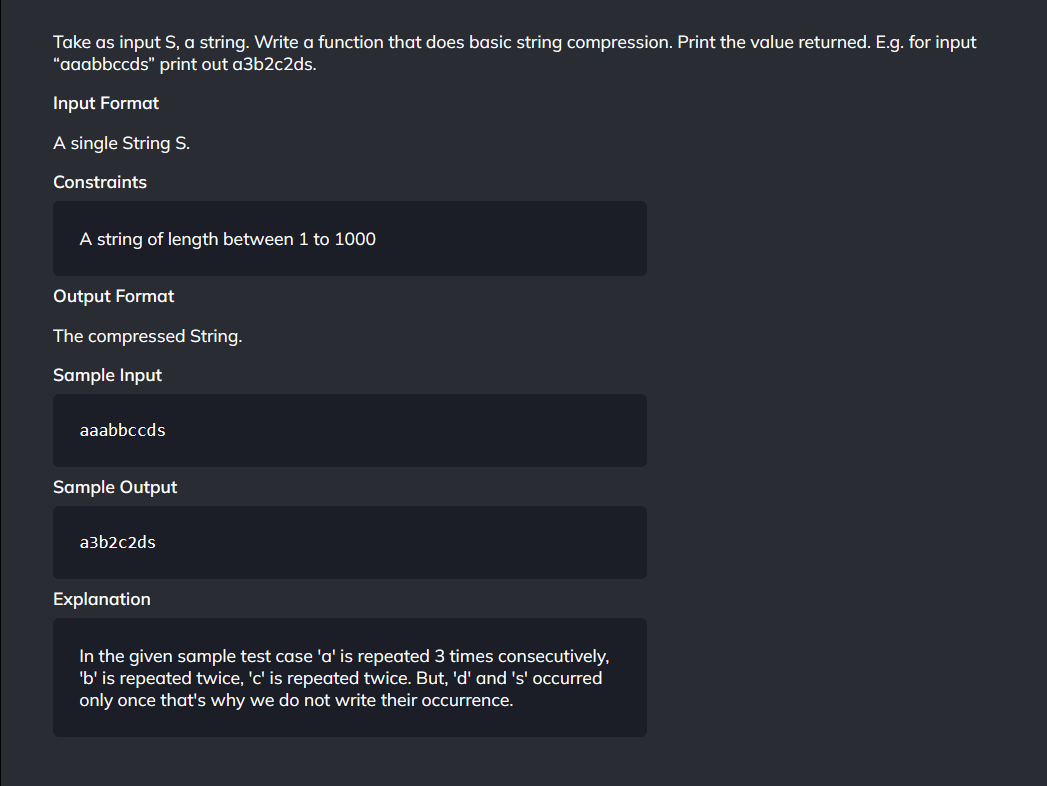 Take as input S, a string. Write a function that does basic string compression. Print the value returned. E.g. for input
“aaabbccds” print out a3b2c2ds.
Input Format
A single String S.
Constraints
A string of length between 1 to 1000
Output Format
The compressed String.
Sample Input
aaabbccds
Sample Output
a3b2c2ds
Explanation
In the given sample test case 'a' is repeated 3 times consecutively,
'b' is repeated twice, 'c' is repeated twice. But, 'd' and 's' occurred
only once that's why we do not write their occurrence.